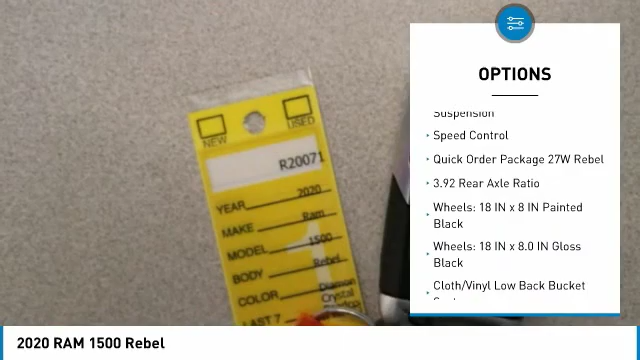 NEW
USED
R20071
YEAR 2020
MAKE Ram
MODEL 1500
BODY Rebel
COLOR Diamon
Crystal
LAST 7
OPTIONS
Suspension
Speed Control
Quick Order Package 27W Rebel
3.92 Rear Axle Ratio
Wheels: 18 IN x 8 IN Painted
Black
Wheels: 18 IN x 8.0 IN Gloss
Black
Cloth/Vinyl Low Back Bucket
2020 RAM 1500 Rebel